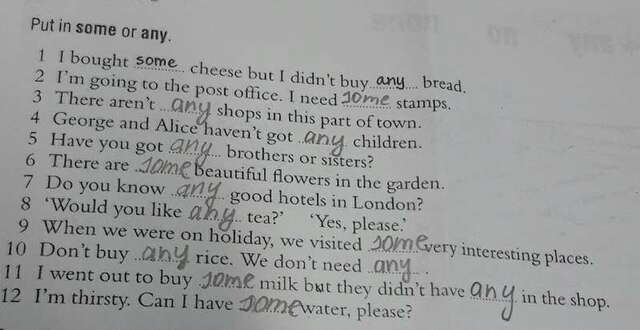 Put in some or any.
1 I bought some cheese but I didn't buy any bread.
2 I'm going to the post office. I need some stamps.
3 There aren't any shops in this part of town.
4 George and Alice haven't got any children.
5 Have you got any brothers or sisters?
6 There are some beautiful flowers in the garden.
7 Do you know any good hotels in London?
8 'Would you like any tea?' 'Yes, please.'
9 When we were on holiday, we visited some very interesting places.
10 Don't buy any rice. We don't need any.
11 I went out to buy some milk but they didn't have any in the shop.
12 I'm thirsty. Can I have some water, please?